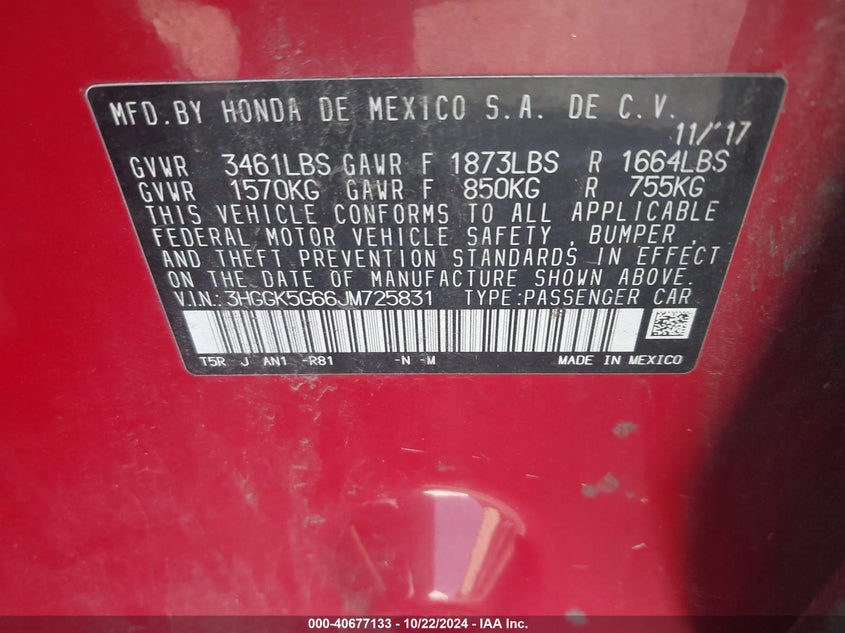 MFD.BY HONDA DE MEXICO S.A. DE C.V.
11/'17
GVWR 3461LBS GAWR F 1873LBS R 1664LBS
GVWR 1570KG GAWR F 850KG R 755KG
THIS VEHICLE CONFORMS TO ALL APPLICABLE
FEDERAL MOTOR VEHICLE SAFETY , BUMPER ,
AND THEFT PREVENTION STANDARDS IN EFFECT
ON THE DATE OF MANUFACTURE SHOWN ABOVE.
V.I.N.: 3HGGK5G66JM725831 TYPE:PASSENGER CAR
T5R J AN1 -R81 -N -M MADE IN MEXICO
000-40677133 - 10/22/2024 - IAA Inc.